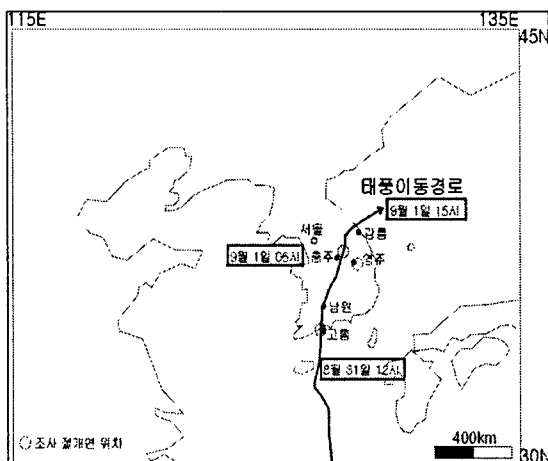 115E
135E
45N
태풍이동경로
9월 1일 15시
서울
강릉
9월 1일 06시
충주
영주
남원
고흥
8월 31일 12시
조사 절개면 위치
400km
30N